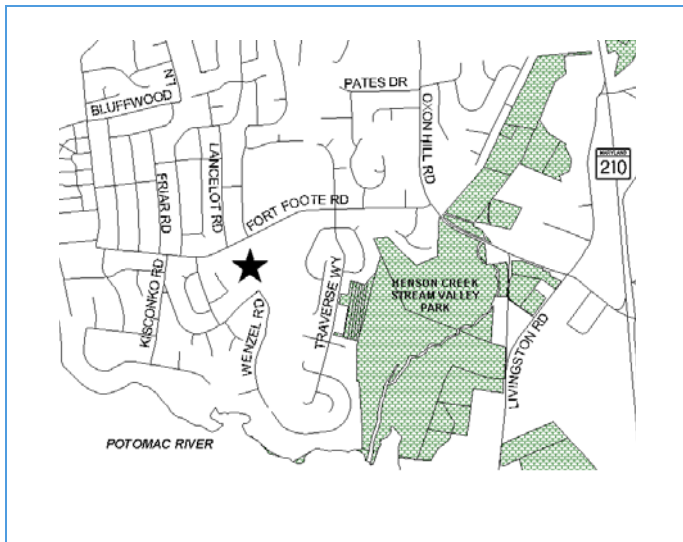 PATES DR
BLUFFWOOD LN
OXON HILL RD
MARYLAND
210
LANCELOT RD
FRIAR RD
FORT FOOTE RD
KISCONKO RD
WENZEL RD
TRAVERSE WY
HENSON CREEK
STREAM VALLEY
PARK
LIVINGSTON RD
POTOMAC RIVER